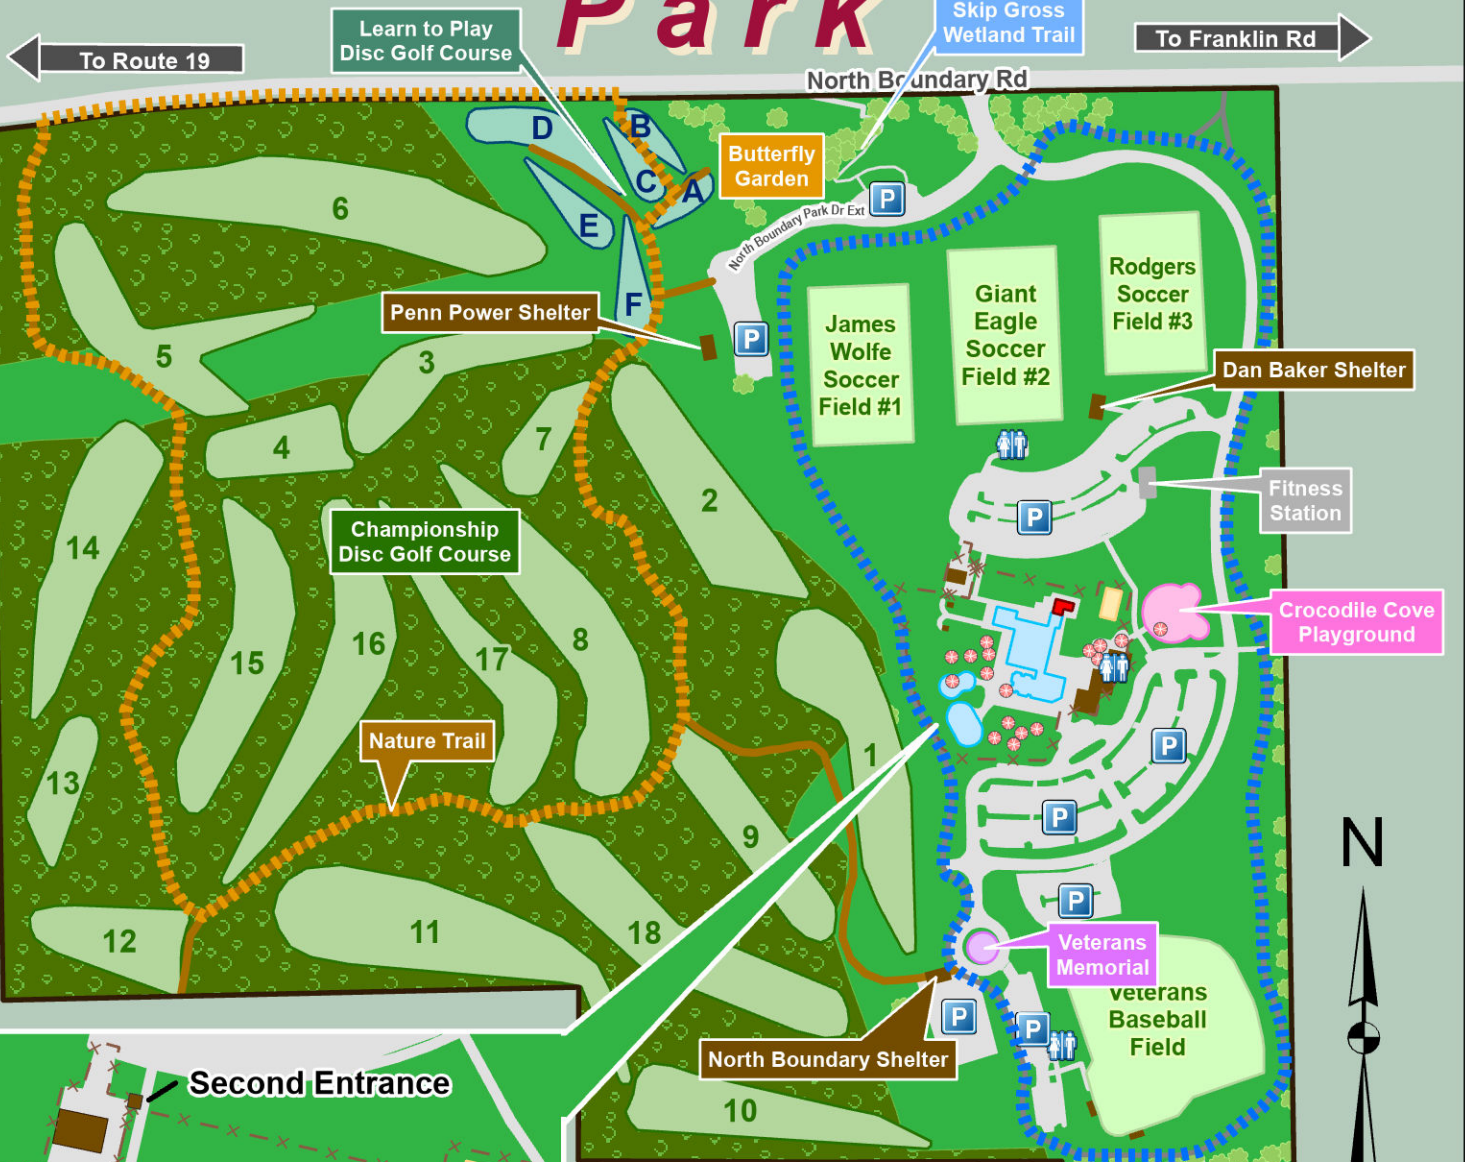 Park
Learn to Play
Disc Golf Course
Skip Gross
Wetland Trail
To Route 19
To Franklin Rd
North Boundary Rd
D
B
C
A
E
F
Butterfly
Garden
P
North Boundary Park Dr Ext
6
Penn Power Shelter
P
5
3
4
7
2
James
Wolfe
Soccer
Field #1
Giant
Eagle
Soccer
Field #2
Rodgers
Soccer
Field #3
Dan Baker Shelter
Fitness
Station
P
Championship
Disc Golf Course
14
15
16
17
8
Crocodile Cove
Playground
Nature Trail
13
1
9
P
P
N
12
11
18
P
Veterans
Memorial
Veterans
Baseball
Field
P
P
North Boundary Shelter
Second Entrance
10